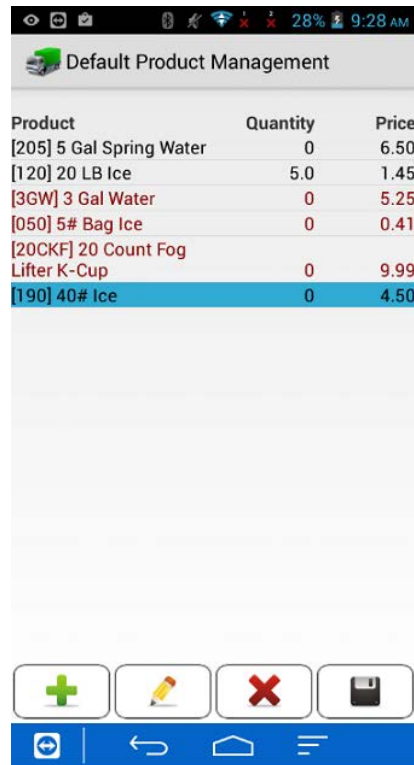 28% 9:28 AM
Default Product Management
Product Quantity Price
[205] 5 Gal Spring Water 0 6.50
[120] 20 LB Ice 5.0 1.45
[3GW] 3 Gal Water 0 5.25
[050] 5# Bag Ice 0 0.41
[20CKF] 20 Count Fog
Lifter K-Cup 0 9.99
[190] 40# Ice 0 4.50